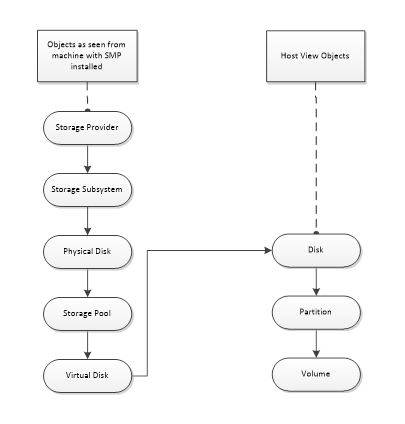 Objects as seen from
machine with SMP
installed
Host View Objects
Storage Provider
Storage Subsystem
Physical Disk
Disk
Storage Pool
Partition
Virtual Disk
Volume